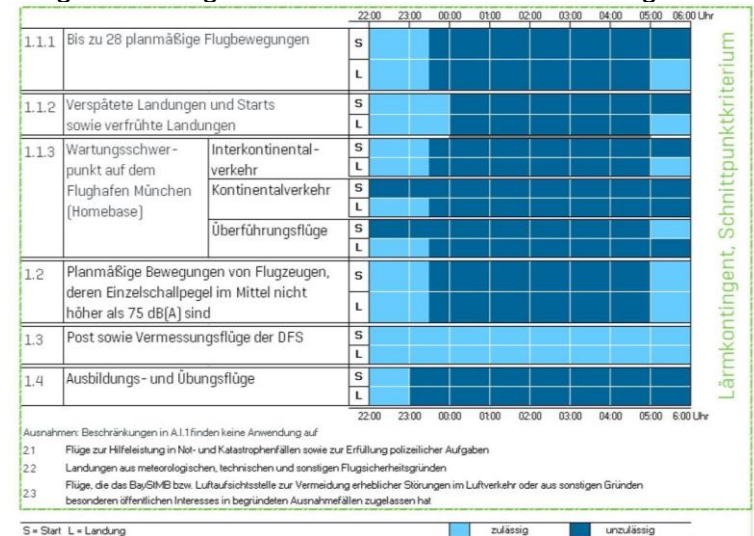 22:00 23:00 00:00 01:00 02:00 03:00 04:00 05:00 06:00 Uhr
1.1.1 Bis zu 28 planmäßige Flugbewegungen S
L
1.1.2 Verspätete Landungen und Starts S
sowie verfrühte Landungen L
1.1.3 Wartungsschwer- Interkontinental- S
punkt auf dem verkehr L
Flughafen München Kontinentalverkehr S
(Homebase) L
Überführungsflüge S
L
1.2 Planmäßige Bewegungen von Flugzeugen, S
deren Einzelschallpegel im Mittel nicht
höher als 75 dB(A) sind L
1.3 Post sowie Vermessungsflüge der DFS S
L
1.4 Ausbildungs- und Übungsflüge S
L
22:00 23:00 00:00 01:00 02:00 03:00 04:00 05:00 6:00 Uhr
Lärmkontingent, Schnittpunktkriterium
Ausnahmen: Beschränkungen in A.I.1 finden keine Anwendung auf
2.1 Flüge zur Hilfeleistung in Not- und Katastrophenfällen sowie zur Erfüllung polizeilicher Aufgaben
2.2 Landungen aus meteorologischen, technischen und sonstigen Flugsicherheitsgründen
2.3 Flüge, die das BayStMB bzw. Luftaufsichtsstelle zur Vermeidung erheblicher Störungen im Luftverkehr oder aus sonstigen Gründen
besonderen öffentlichen Interesses in begründeten Ausnahmefällen zugelassen hat
S = Start L = Landung zulässig unzulässig